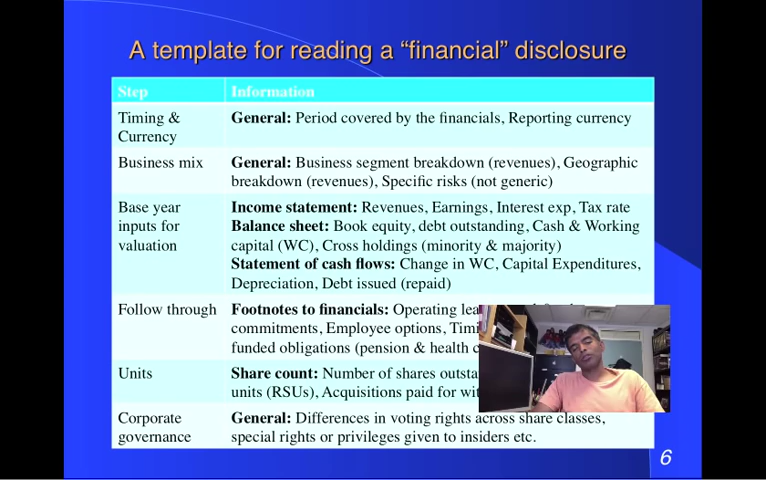 A template for reading a “financial” disclosure
Step Information
Timing & Currency
General: Period covered by the financials, Reporting currency
Business mix
General: Business segment breakdown (revenues), Geographic
breakdown (revenues), Specific risks (not generic)
Base year
inputs for
valuation
Income statement: Revenues, Earnings, Interest exp, Tax rate
Balance sheet: Book equity, debt outstanding, Cash & Working
capital (WC), Cross holdings (minority & majority)
Statement of cash flows: Change in WC, Capital Expenditures,
Depreciation, Debt issued (repaid)
Follow through
Footnotes to financials: Operating
commitments, Employee options,
funded obligations (pension & health
Units
Share count: Number of shares
units (RSUs), Acquisitions paid for
Corporate
governance
General: Differences in voting rights across share classes,
special rights or privileges given to insiders etc.
6